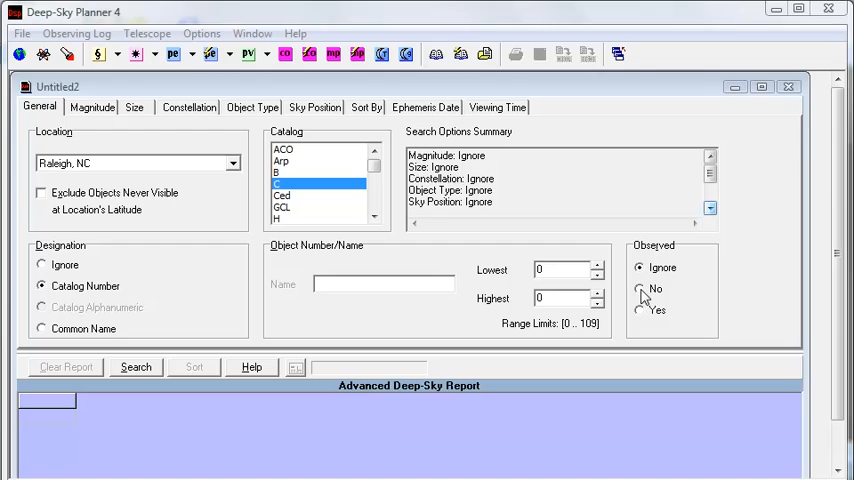 Dsp Deep-Sky Planner 4
File Observing Log Telescope Options Window Help
Untitled2
General Magnitude Size Constellation Object Type Sky Position Sort By Ephemeris Date Viewing Time
Location
Raleigh, NC
Exclude Objects Never Visible
at Location's Latitude
Catalog
ACO
Arp
B
C
Ced
GCL
H
Search Options Summary
Magnitude: Ignore
Size: Ignore
Constellation: Ignore
Object Type: Ignore
Sky Position: Ignore
Designation
Ignore
Catalog Number
Catalog Alphanumeric
Common Name
Object Number/Name
Name
Lowest 0
Highest 0
Range Limits: [0 .. 109]
Observed
Ignore
No
Yes
Clear Report Search Sort Help
Advanced Deep-Sky Report